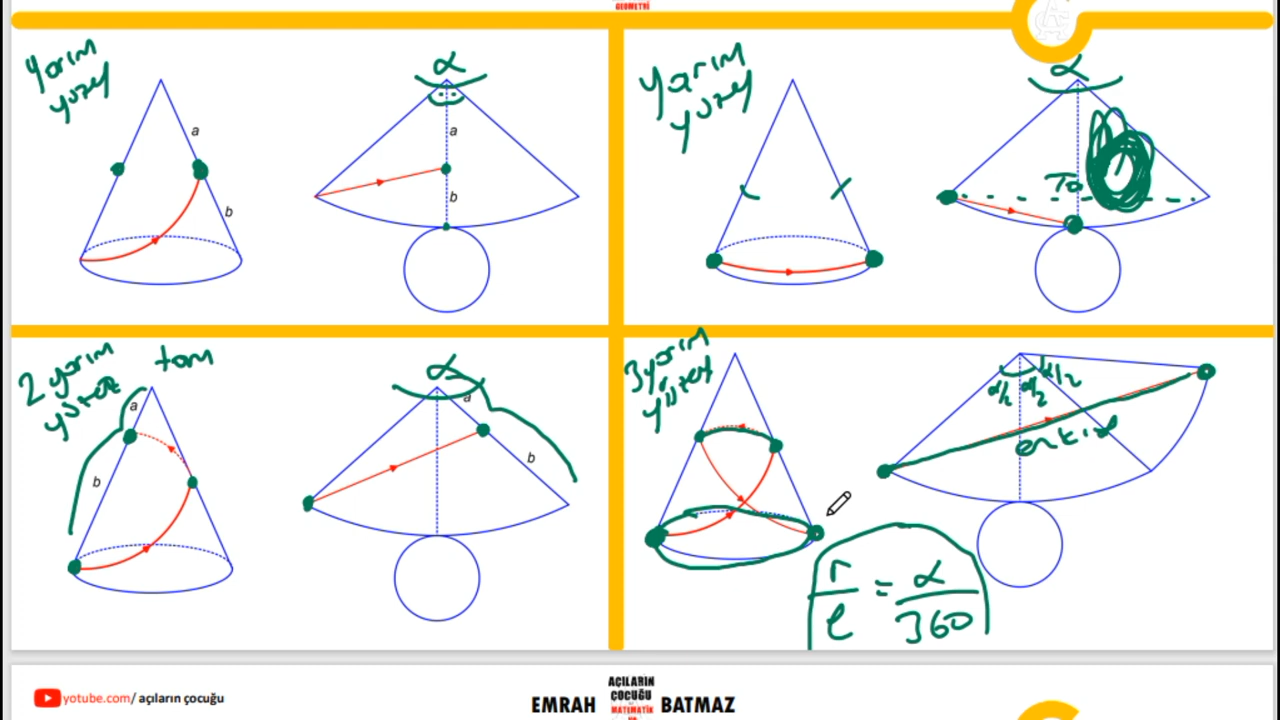 GEOMETRİ
yarım
yüzey
α
a
b
a
b
yarım
yüzey
α
2 yarım
yüzey
tam
a
b
α
a
b
3 yarım
yüzey
α/2
α/2
α/2
en kısa
r/l = α/360
yotube.com/ açıların çocuğu
EMRAH
AÇILARIN
ÇOCUĞU
MATEMATİK
BATMAZ